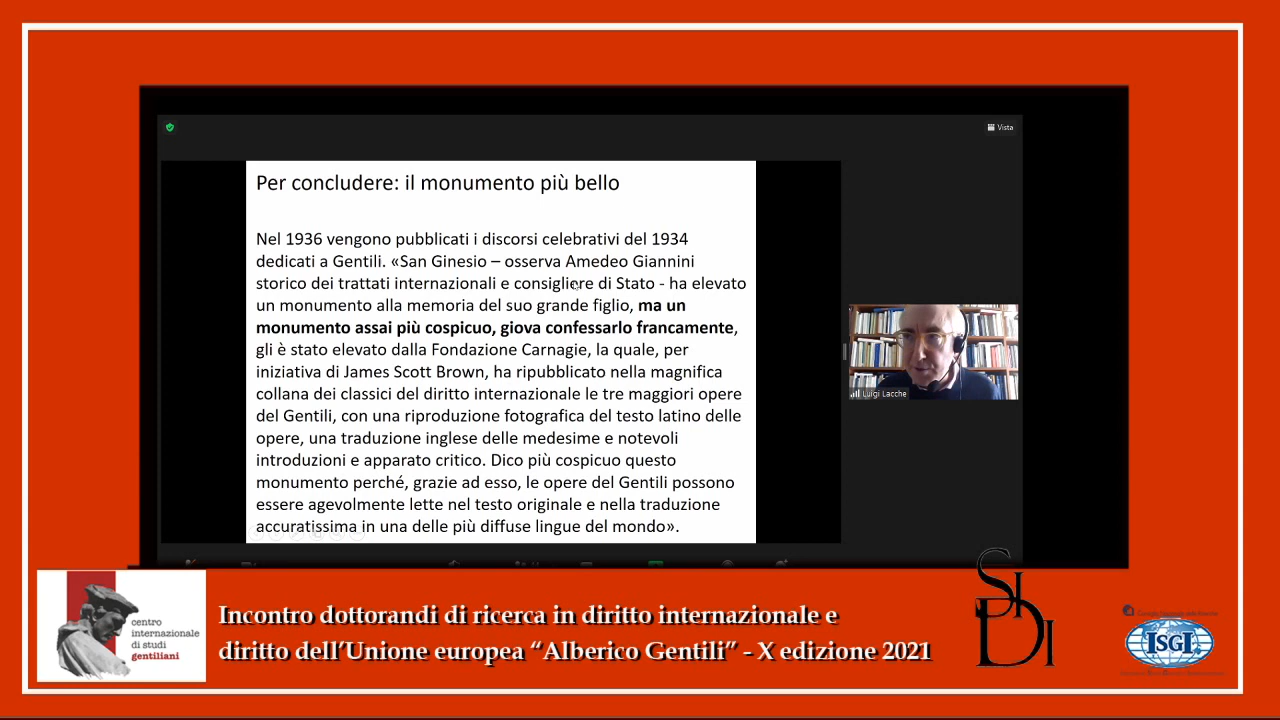 Vista
Per concludere: il monumento più bello
Nel 1936 vengono pubblicati i discorsi celebrativi del 1934
dedicati a Gentili. «San Ginesio – osserva Amedeo Giannini
storico dei trattati internazionali e consigliere di Stato - ha elevato
un monumento alla memoria del suo grande figlio, ma un
monumento assai più cospicuo, giova confessarlo francamente,
gli è stato elevato dalla Fondazione Carnagie, la quale, per
iniziativa di James Scott Brown, ha ripubblicato nella magnifica
collana dei classici del diritto internazionale le tre maggiori opere
del Gentili, con una riproduzione fotografica del testo latino delle
opere, una traduzione inglese delle medesime e notevoli
introduzioni e apparato critico. Dico più cospicuo questo
monumento perché, grazie ad esso, le opere del Gentili possono
essere agevolmente lette nel testo originale e nella traduzione
accuratissima in una delle più diffuse lingue del mondo».
Luigi Lacche
centro
internazionale
di studi
gentiliani
Incontro dottorandi di ricerca in diritto internazionale e
diritto dell'Unione europea "Alberico Gentili" - X edizione 2021
SIDI
ISGI